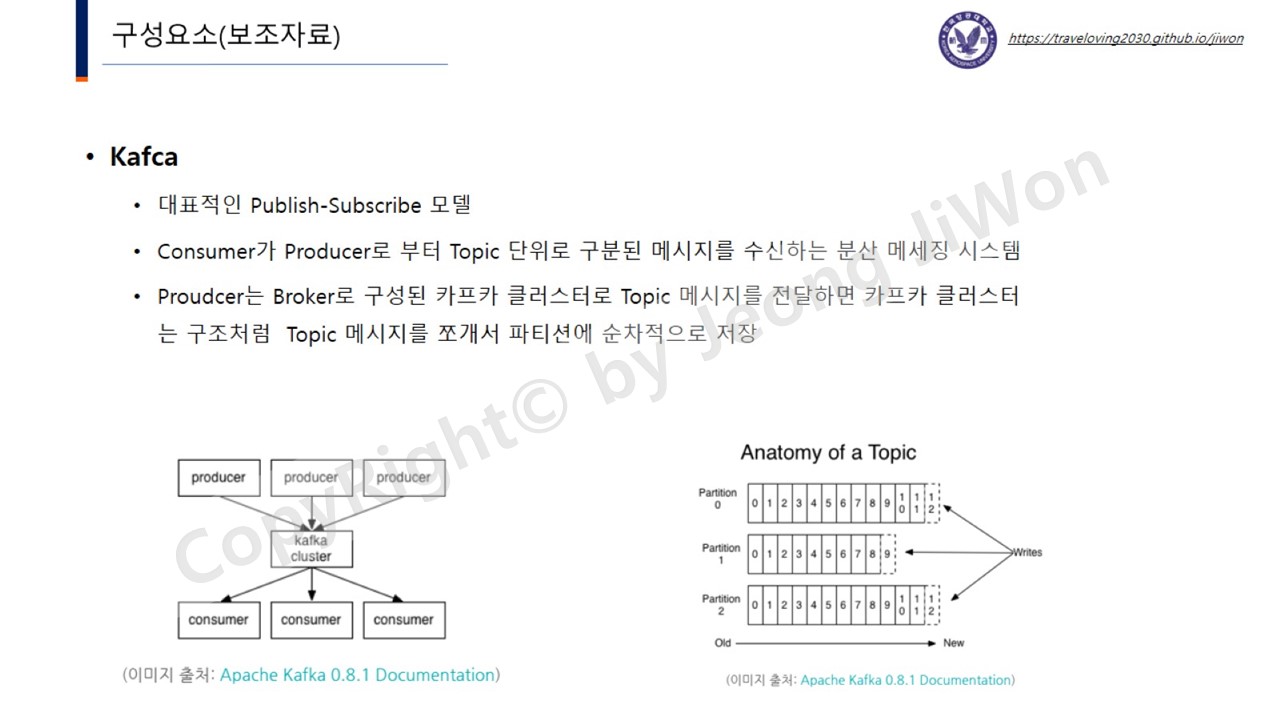 구성요소(보조자료)
https://traveloving2030.github.io/jiwon
• Kafca
• 대표적인 Publish-Subscribe 모델
• Consumer가 Producer로 부터 Topic 단위로 구분된 메시지를 수신하는 분산 메세징 시스템
• Proudcer는 Broker로 구성된 카프카 클러스터로 Topic 메시지를 전달하면 카프카 클러스터
는 구조처럼 Topic 메시지를 쪼개서 파티션에 순차적으로 저장
CopyRight© by Jeong JiWon
producer producer producer
kafka
cluster
consumer consumer consumer
(이미지 출처: Apache Kafka 0.8.1 Documentation)
Anatomy of a Topic
Partition
0
0 1 2 3 4 5 6 7 8 9 10 11 12
Partition
1
0 1 2 3 4 5 6 7 8 9
Writes
Partition
2
0 1 2 3 4 5 6 7 8 9 10 11 12
Old New
(이미지 출처: Apache Kafka 0.8.1 Documentation)